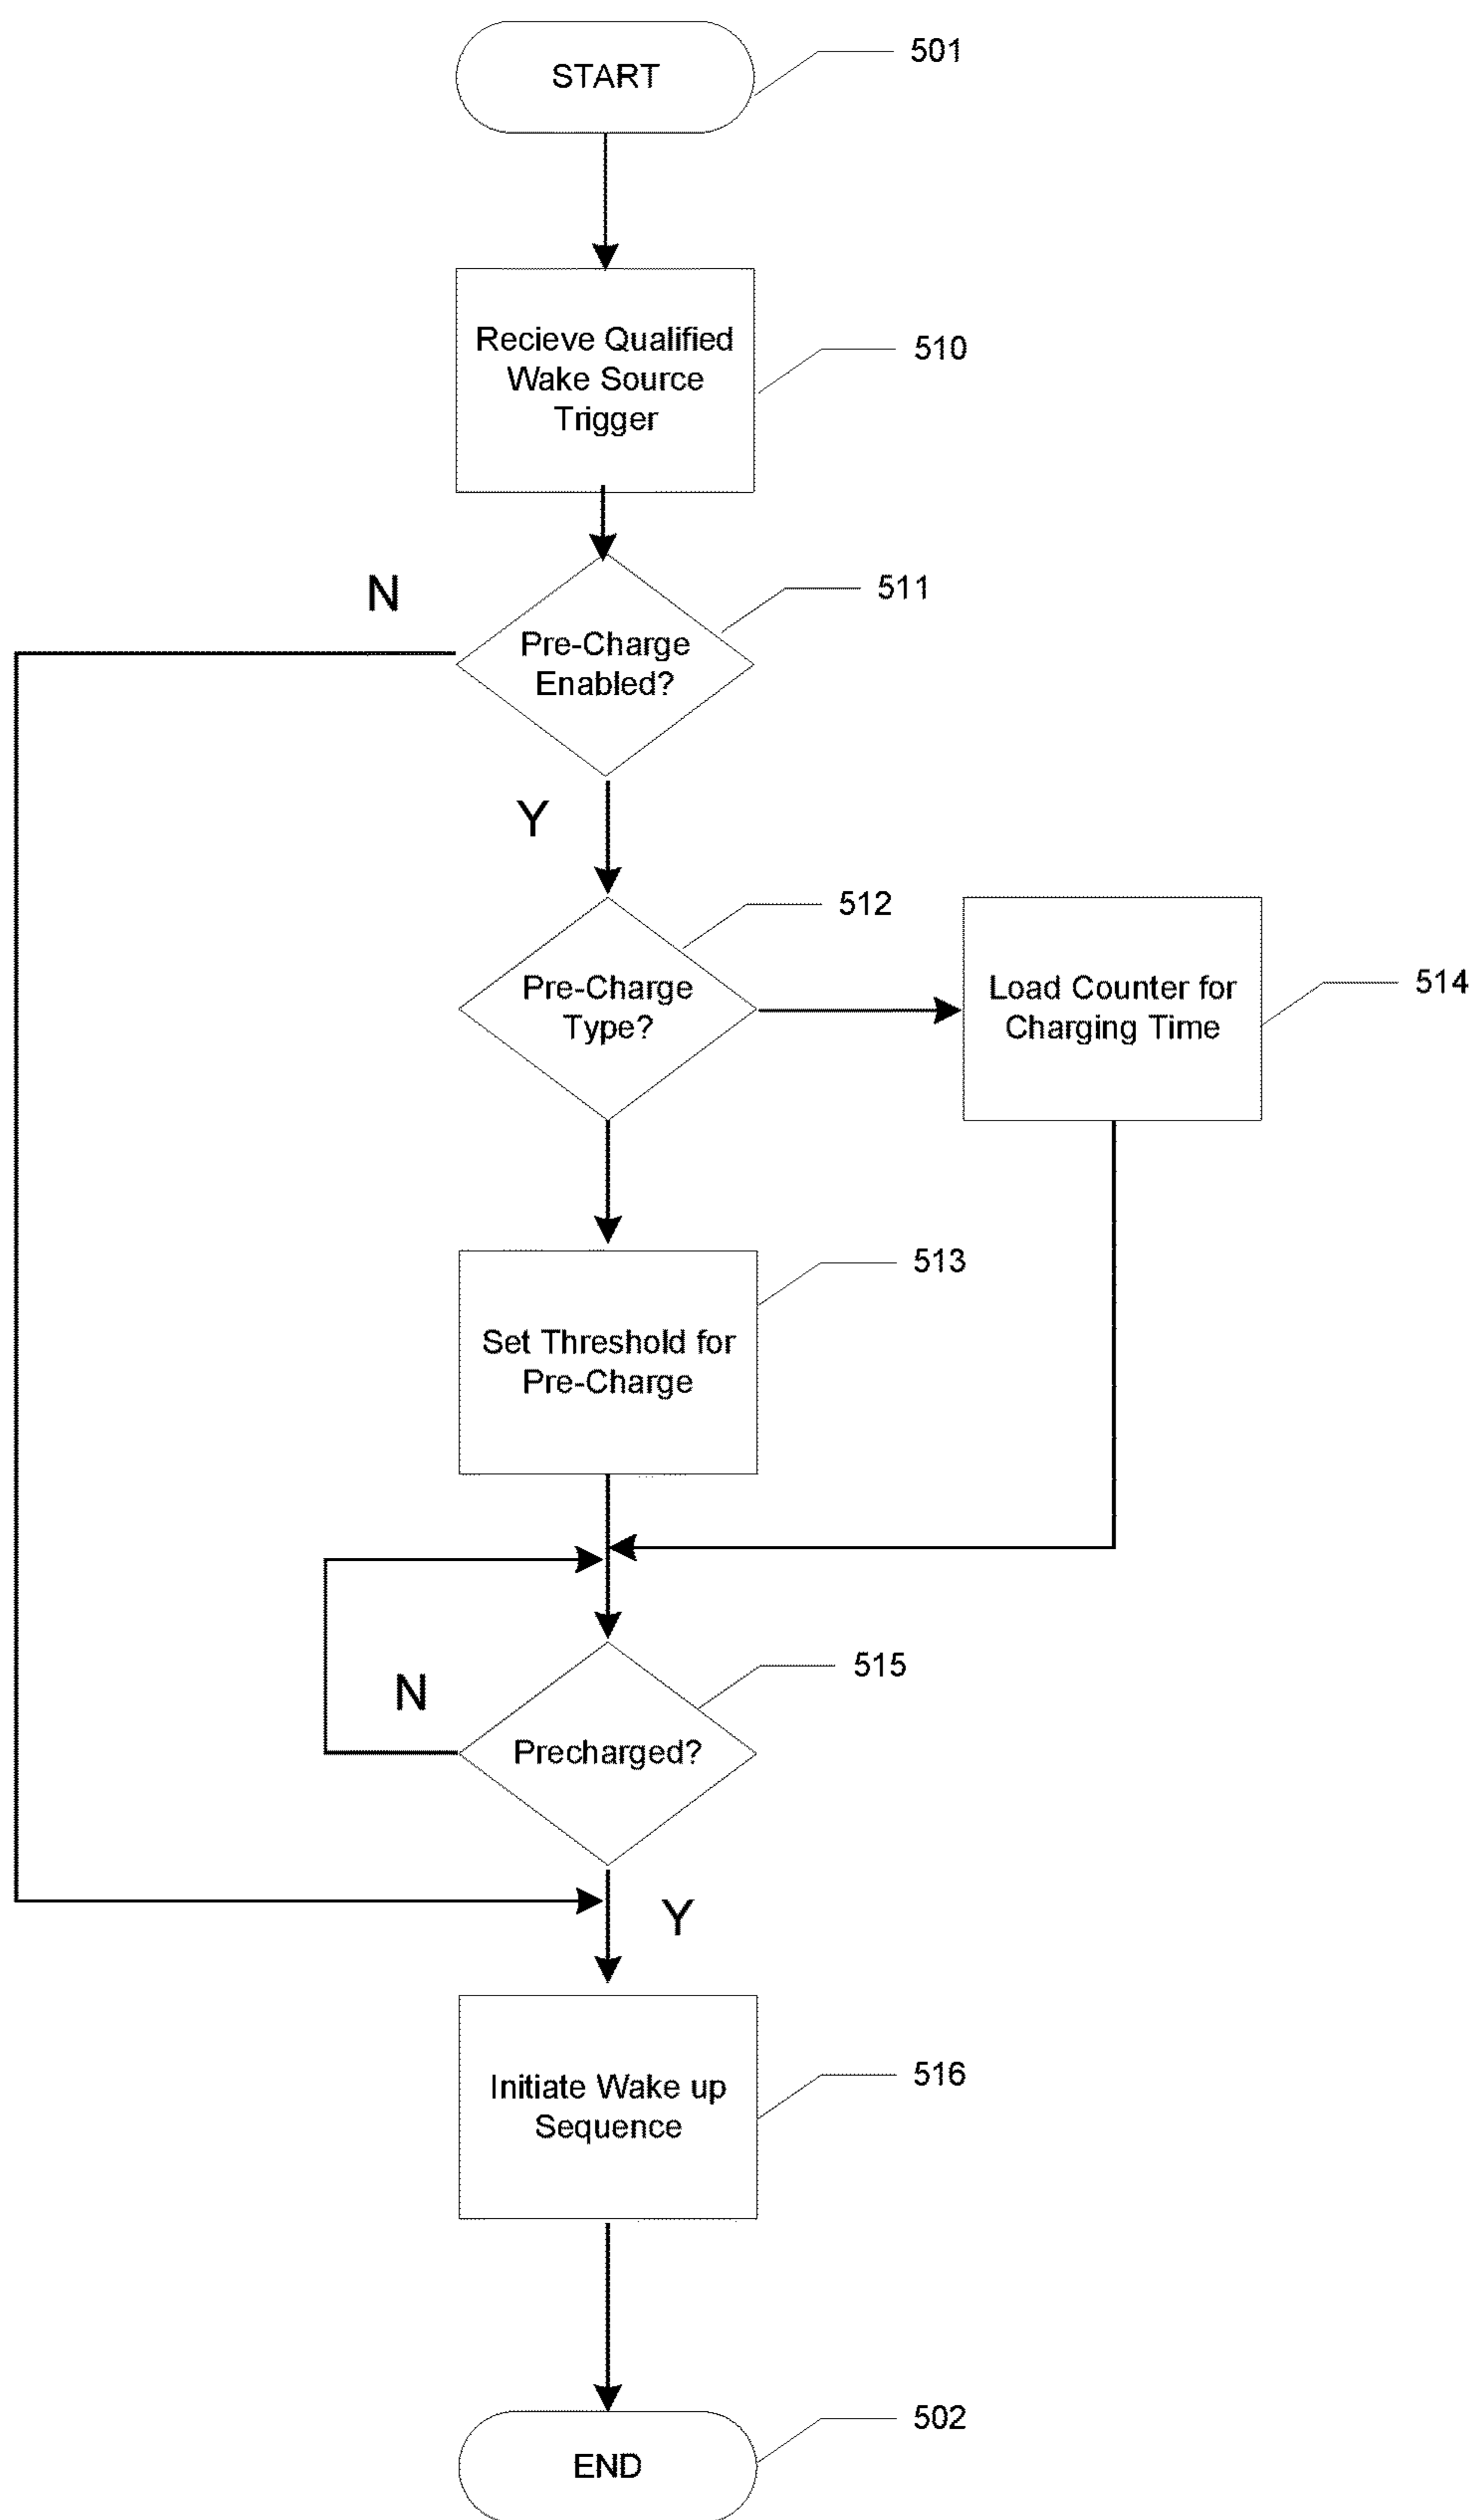 START
501
Recieve Qualified
Wake Source
Trigger
510
N
Pre-Charge
Enabled?
511
Y
Pre-Charge
Type?
512
Load Counter for
Charging Time
514
Set Threshold for
Pre-Charge
513
N
Precharged?
515
Y
Initiate Wake up
Sequence
516
END
502